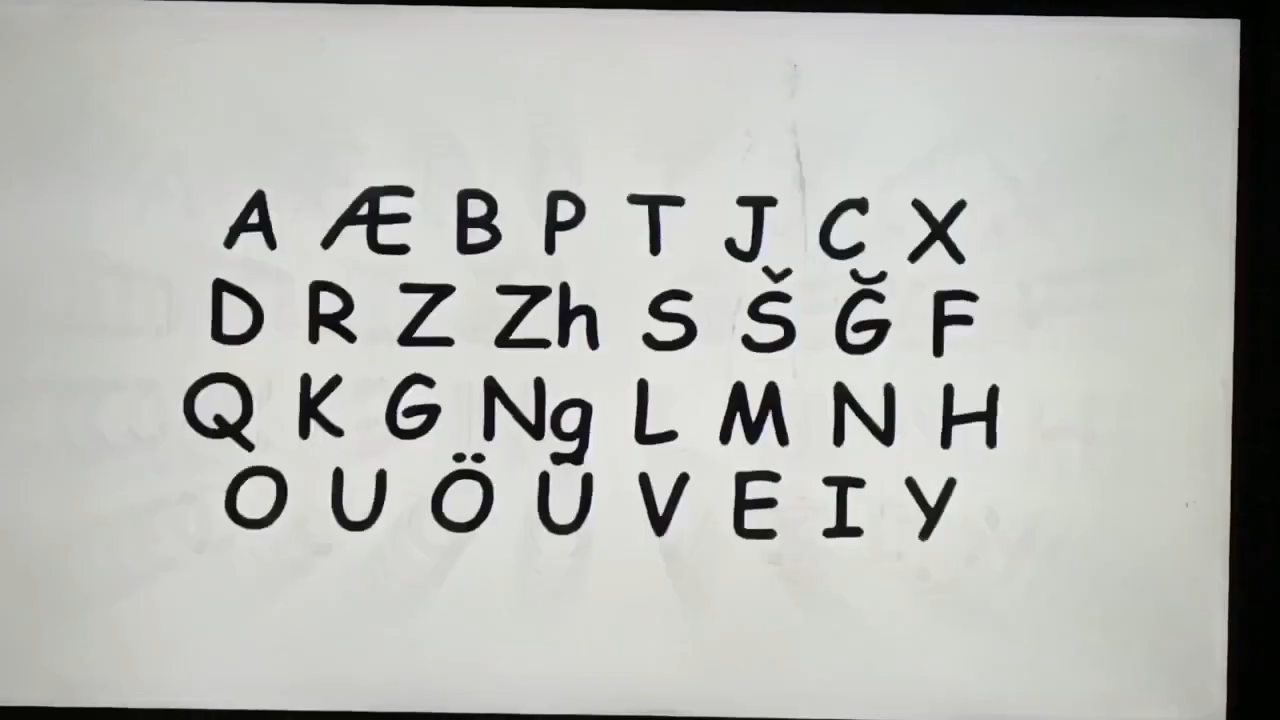 A Æ B P T J C X
D R Z Zh S Š Ğ F
Q K G Ng L M N H
O U Ö Ü V E I Y